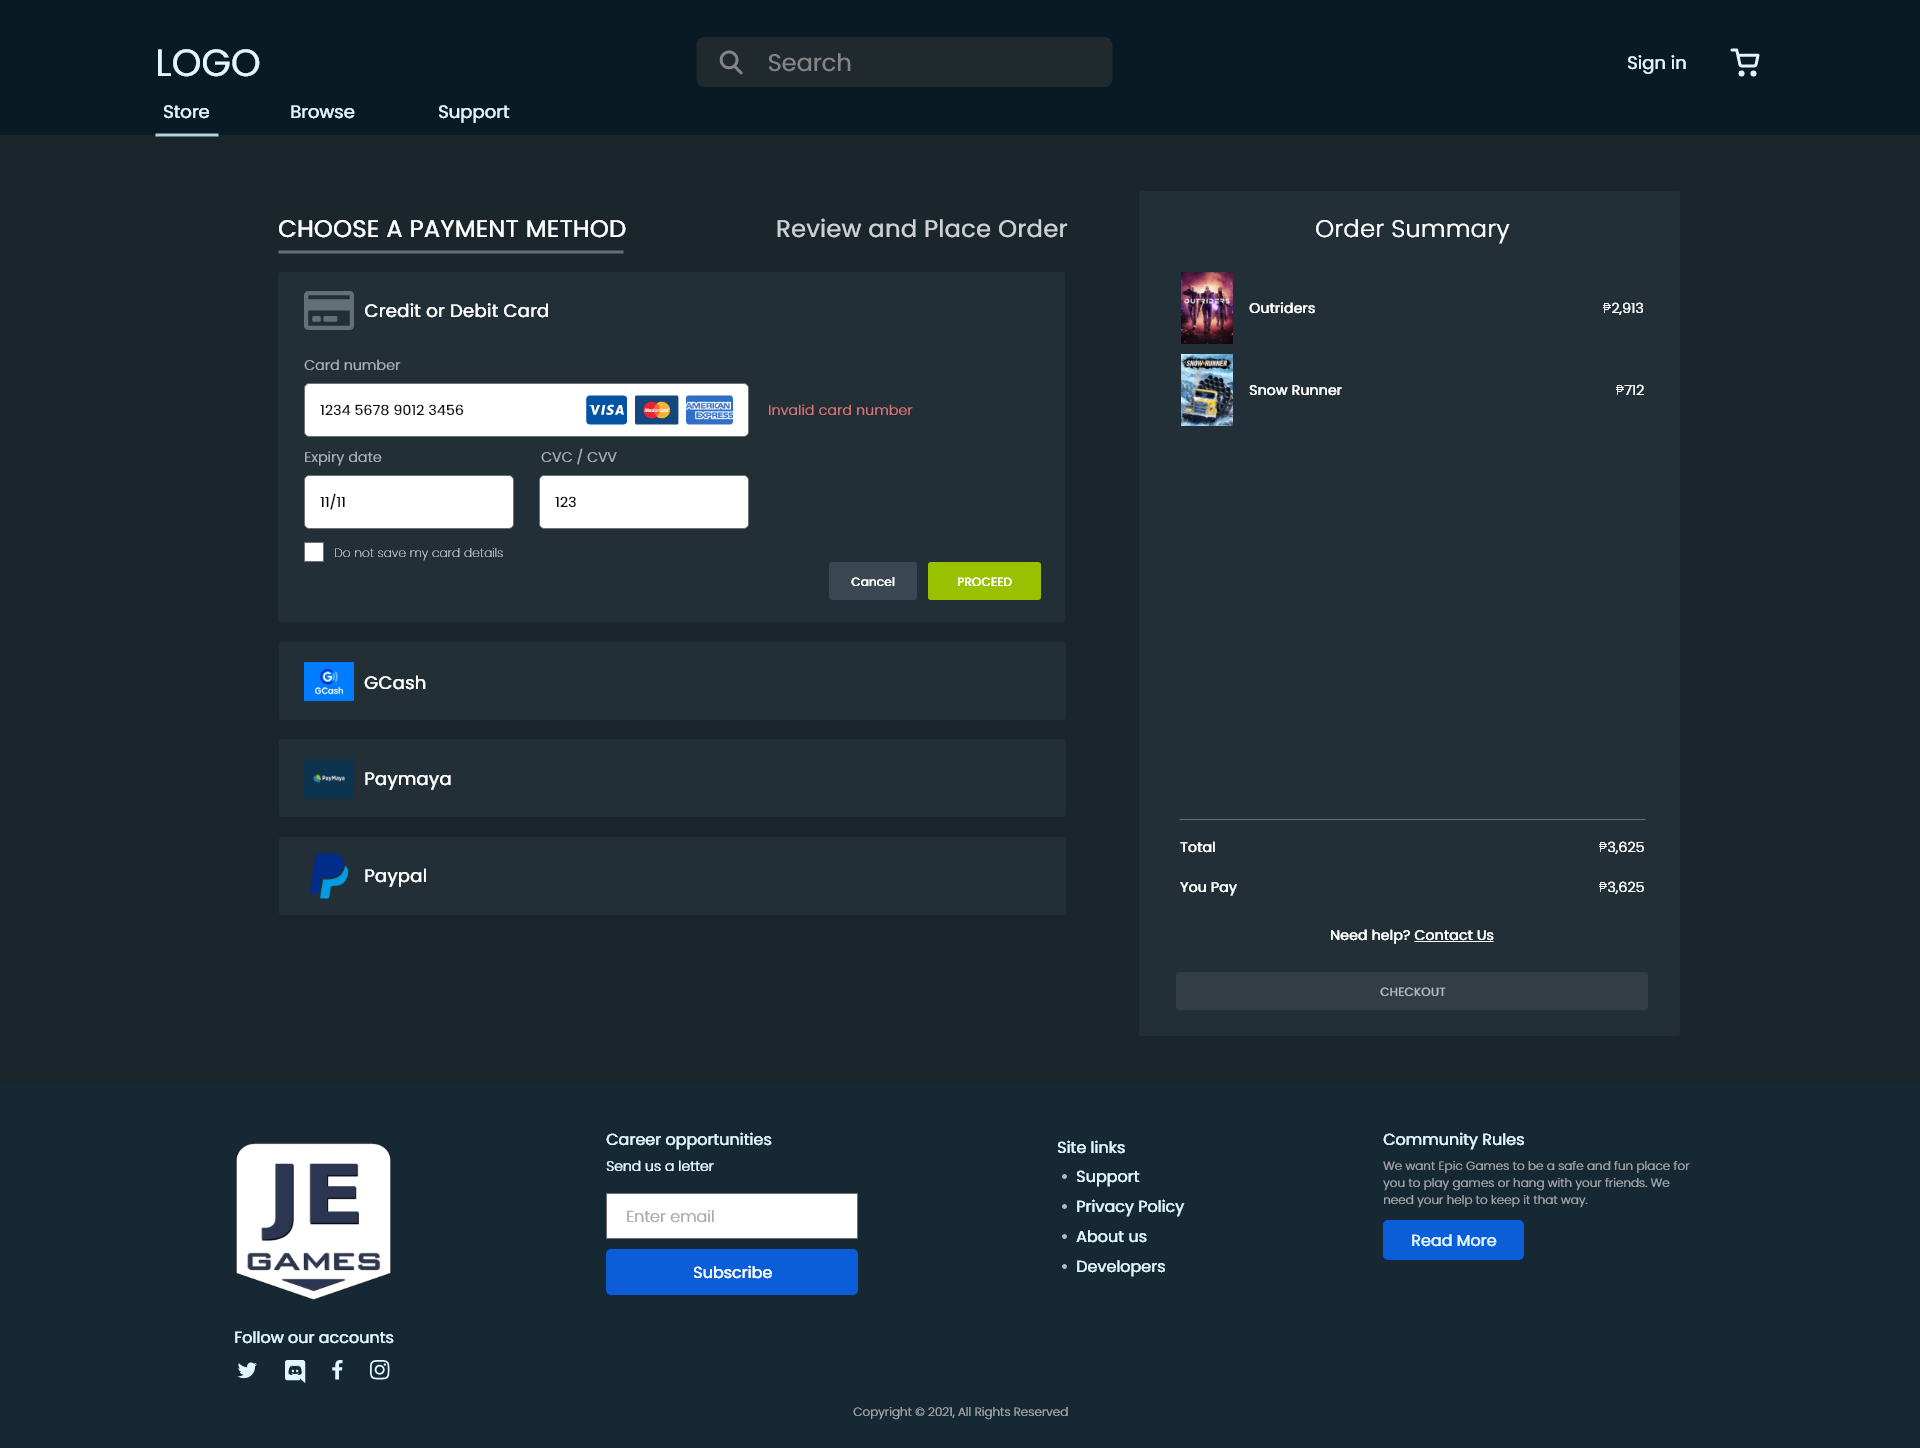 LOGO
Search
Sign in
Store
Browse
Support
CHOOSE A PAYMENT METHOD
Review and Place Order
Credit or Debit Card
Card number
1234 5678 9012 3456
VISA
MasterCard
AMERICAN
EXPRESS
Invalid card number
Expiry date
CVC / CVV
11/11
123
Do not save my card details
Cancel
PROCEED
G
GCash
GCash
PayMaya
Paymaya
Paypal
Order Summary
OUTRIDERS
Outriders
₱2,913
SNOW RUNNER
Snow Runner
₱712
Total
₱3,625
You Pay
₱3,625
Need help? Contact Us
CHECKOUT
JE
GAMES
Follow our accounts
Career opportunities
Send us a letter
Enter email
Subscribe
Site links
• Support
• Privacy Policy
• About us
• Developers
Community Rules
We want Epic Games to be a safe and fun place for
you to play games or hang with your friends. We
need your help to keep it that way.
Read More
Copyright © 2021, All Rights Reserved